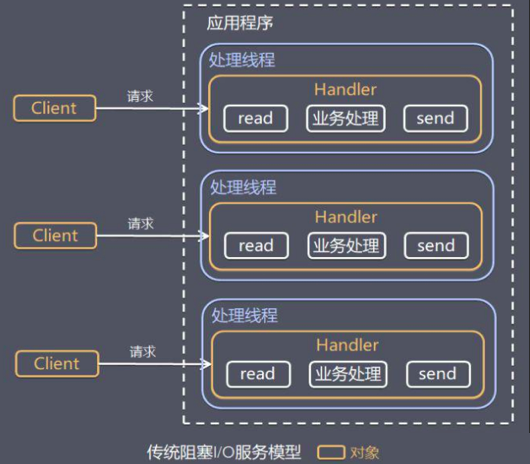 应用程序
处理线程
Handler
Client
请求
read
业务处理
send
处理线程
Handler
Client
请求
read
业务处理
send
处理线程
Handler
Client
请求
read
业务处理
send
传统阻塞I/O服务模型
对象